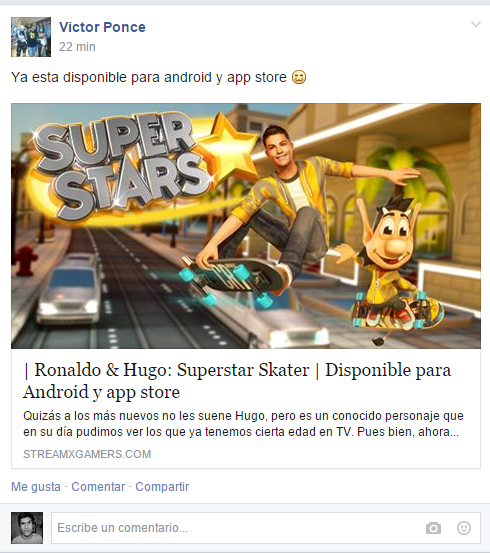 Victor Ponce
22 min
Ya esta disponible para android y app store 😄
SUPER
STARS
| Ronaldo & Hugo: Superstar Skater | Disponible para
Android y app store
Quizás a los más nuevos no les suene Hugo, pero es un conocido personaje que
en su día pudimos ver los que ya tenemos cierta edad en TV. Pues bien, ahora...
STREAMXGAMERS.COM
Me gusta · Comentar · Compartir
Escribe un comentario...